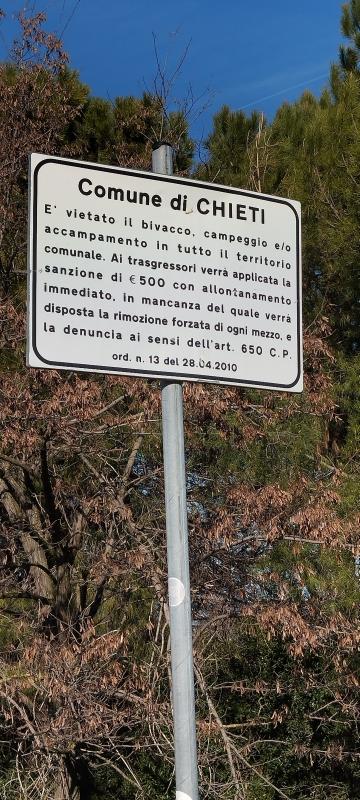 Comune di CHIETI
E' vietato il bivacco, campeggio e/o
accampamento in tutto il territorio
comunale. Ai trasgressori verrà applicata la
sanzione di € 500 con allontanamento
immediato, in mancanza del quale verrà
disposta la rimozione forzata di ogni mezzo, e
la denuncia ai sensi dell'art. 650 C.P.
ord. n. 13 del 28.04.2010